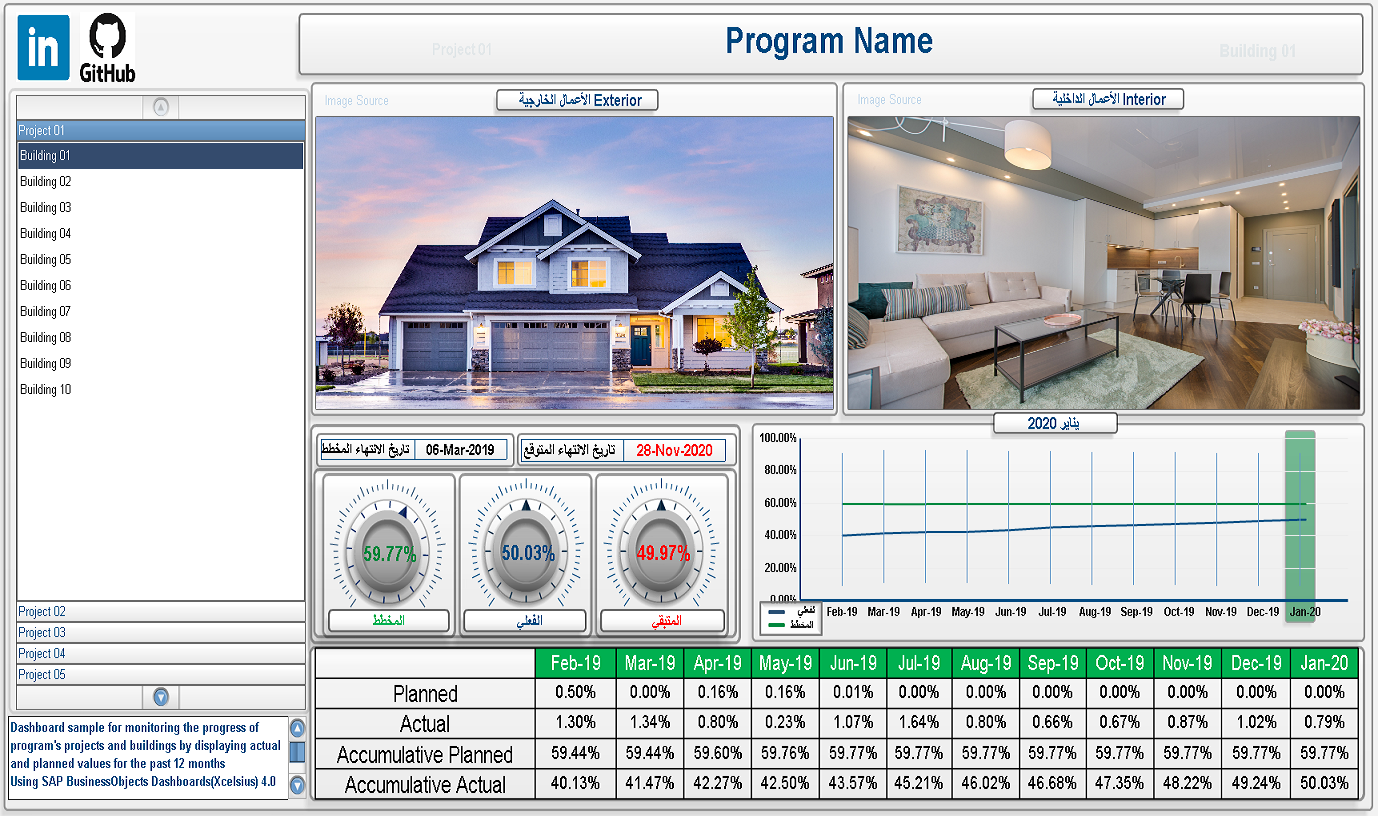 in
GitHub
Project 01
Program Name
Building 01
Project 01
Building 01
Building 02
Building 03
Building 04
Building 05
Building 06
Building 07
Building 08
Building 09
Building 10
Project 02
Project 03
Project 04
Project 05
Dashboard sample for monitoring the progress of
program's projects and buildings by displaying actual
and planned values for the past 12 months
Using SAP BusinessObjects Dashboards(Xcelsius) 4.0
Image Source
الأعمال الخارجية Exterior
Image Source
الأعمال الداخلية Interior
تاريخ الانتهاء المخطط 06-Mar-2019
تاريخ الانتهاء المتوقع 28-Nov-2020
59.77% 50.03% 49.97%
المخطط الفعلي المتبقي
يناير 2020
100.00%
80.00%
60.00%
40.00%
20.00%
0.00%
Feb-19 Mar-19 Apr-19 May-19 Jun-19 Jul-19 Aug-19 Sep-19 Oct-19 Nov-19 Dec-19 Jan-20
المخطط
Feb-19 Mar-19 Apr-19 May-19 Jun-19 Jul-19 Aug-19 Sep-19 Oct-19 Nov-19 Dec-19 Jan-20
Planned 0.50% 0.00% 0.16% 0.16% 0.01% 0.00% 0.00% 0.00% 0.00% 0.00% 0.00% 0.00%
Actual 1.30% 1.34% 0.80% 0.23% 1.07% 1.64% 0.80% 0.66% 0.67% 0.87% 1.02% 0.79%
Accumulative Planned 59.44% 59.44% 59.60% 59.76% 59.77% 59.77% 59.77% 59.77% 59.77% 59.77% 59.77% 59.77%
Accumulative Actual 40.13% 41.47% 42.27% 42.50% 43.57% 45.21% 46.02% 46.68% 47.35% 48.22% 49.24% 50.03%